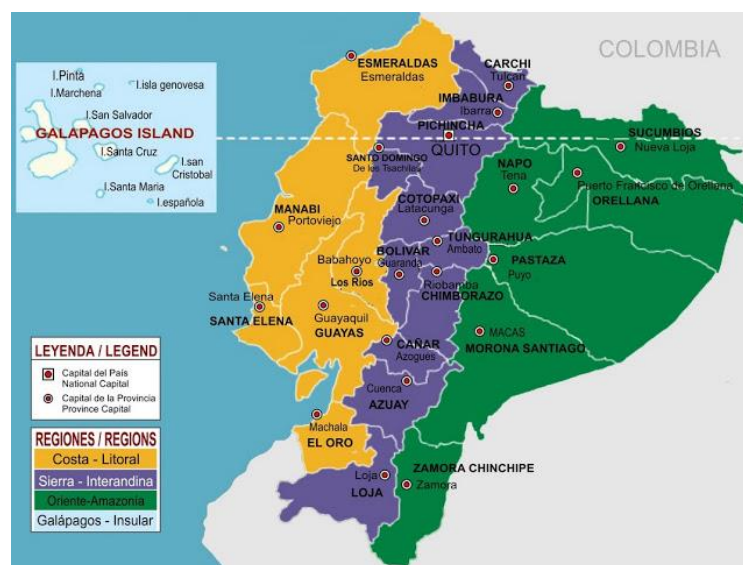 COLOMBIA
ESMERALDAS
Esmeraldas
CARCHI
Tulcan
IMBABURA
Ibarra
PICHINCHA
QUITO
SANTO DOMINGO
De los Tsachilas
SUCUMBIOS
Nueva Loja
NAPO
Tena
Puerto Francisco de Orellana
ORELLANA
COTOPAXI
Latacunga
MANABI
Portoviejo
TUNGURAHUA
Ambato
BOLIVAR
Guaranda
PASTAZA
Puyo
Babahoyo
Los Rios
Riobamba
CHIMBORAZO
Santa Elena
SANTA ELENA
Guayaquil
GUAYAS
MACAS
MORONA SANTIAGO
CAÑAR
Azogues
Cuenca
AZUAY
Machala
EL ORO
Loja
LOJA
ZAMORA CHINCHIPE
Zamora
I.Pinta
I.Marchena
I.isla genovesa
I.San Salvador
GALAPAGOS ISLAND
I.Santa Cruz
I.san
Cristobal
I.Santa Maria
I.española
LEYENDA / LEGEND
Capital del País
National Capital
Capital de la Provincia
Province Capital
REGIONES / REGIONS
Costa - Litoral
Sierra - Interandina
Oriente-Amazonia
Galápagos - Insular